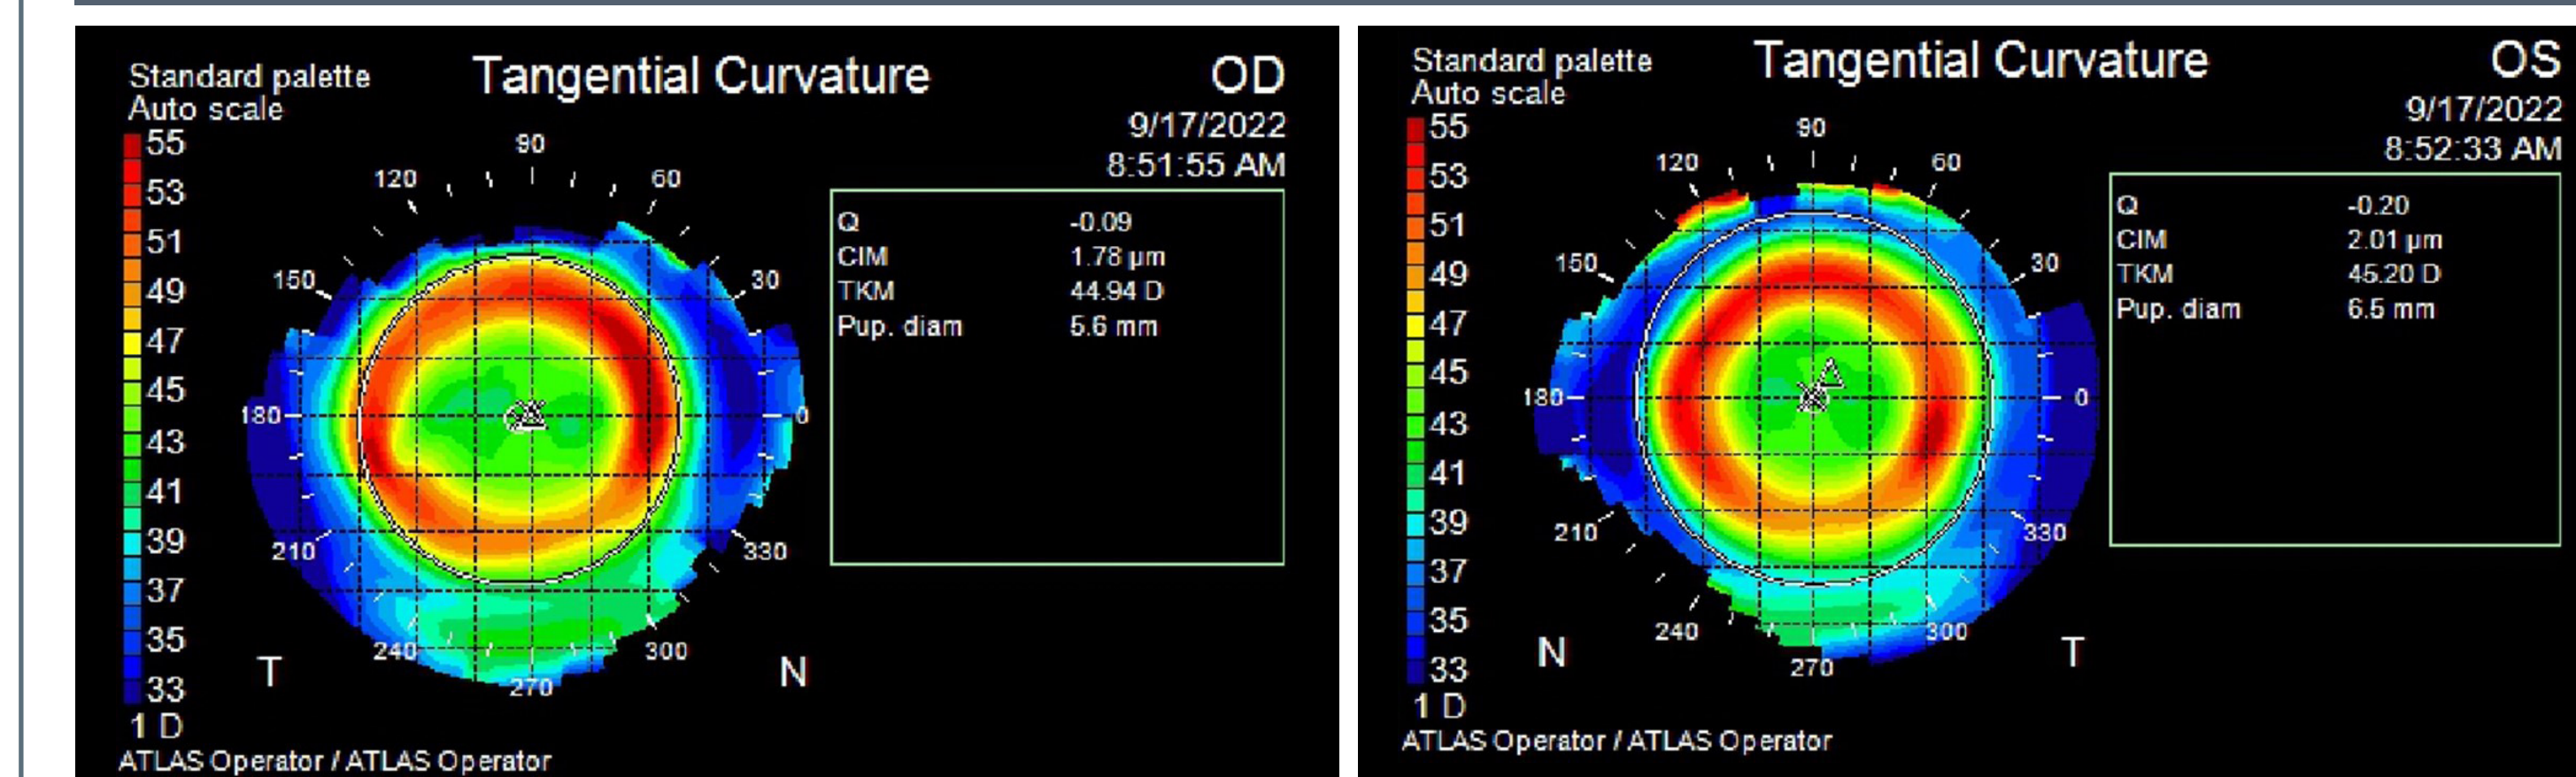 Standard palette
Auto scale
Tangential Curvature
OD
9/17/2022
8:51:55 AM
55
53
51
49
47
45
43
41
39
37
35
33
1 D
90
120
60
150
30
180
0
210
330
240
300
270
T
N
Q -0.09
CIM 1.78 µm
TKM 44.94 D
Pup. diam 5.6 mm
ATLAS Operator / ATLAS Operator
Standard palette
Auto scale
Tangential Curvature
OS
9/17/2022
8:52:33 AM
55
53
51
49
47
45
43
41
39
37
35
33
1 D
90
120
60
150
30
180
0
210
330
240
300
270
N
T
Q -0.20
CIM 2.01 µm
TKM 45.20 D
Pup. diam 6.5 mm
ATLAS Operator / ATLAS Operator